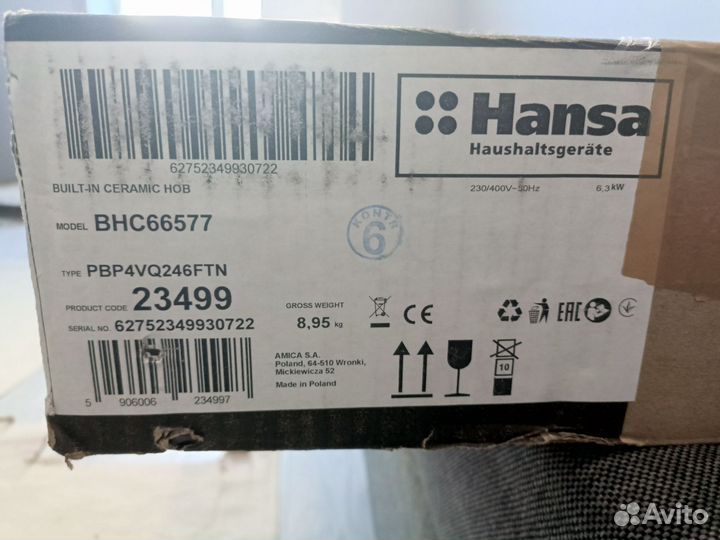 Hansa
Haushaltsgeräte
62752349930722
BUILT-IN CERAMIC HOB
230/400V~50Hz 6,3 kW
MODEL BHC66577
KONTR
6
TYPE PBP4VQ246FTN
PRODUCT CODE 23499
SERIAL NO. 62752349930722
GROSS WEIGHT
8,95 kg
CE
EAC
AMICA S.A.
Poland, 64-510 Wronki,
Mickiewicza 52
Made in Poland
10
5 906006 234997
Avito